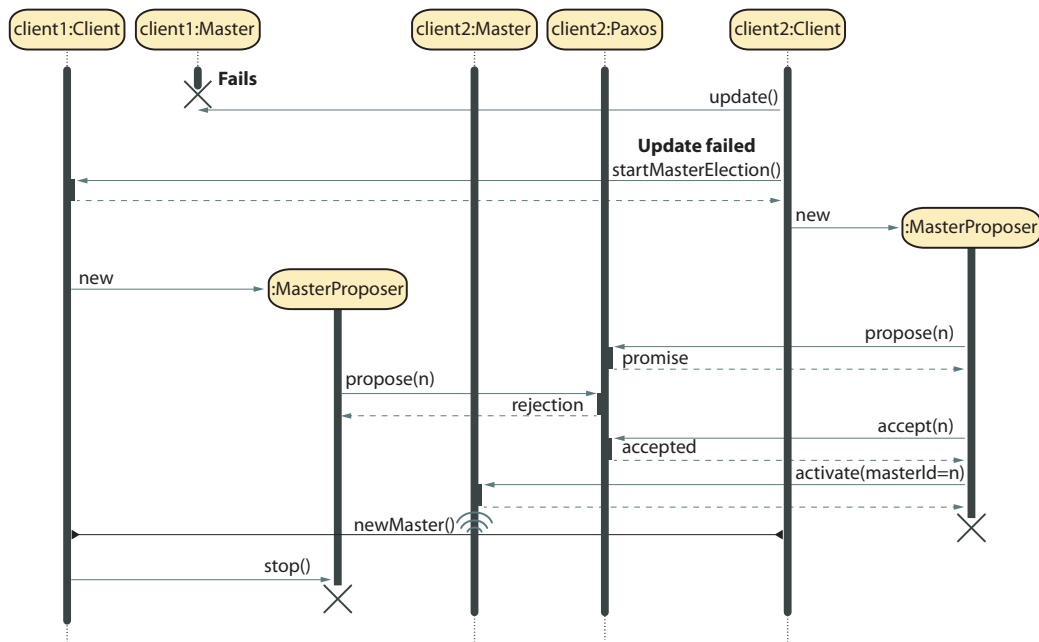 client1:Client
client1:Master
client2:Master
client2:Paxos
client2:Client
Fails
update()
Update failed
startMasterElection()
new
:MasterProposer
new
:MasterProposer
propose(n)
promise
propose(n)
rejection
accept(n)
accepted
activate(masterId=n)
newMaster()
stop()